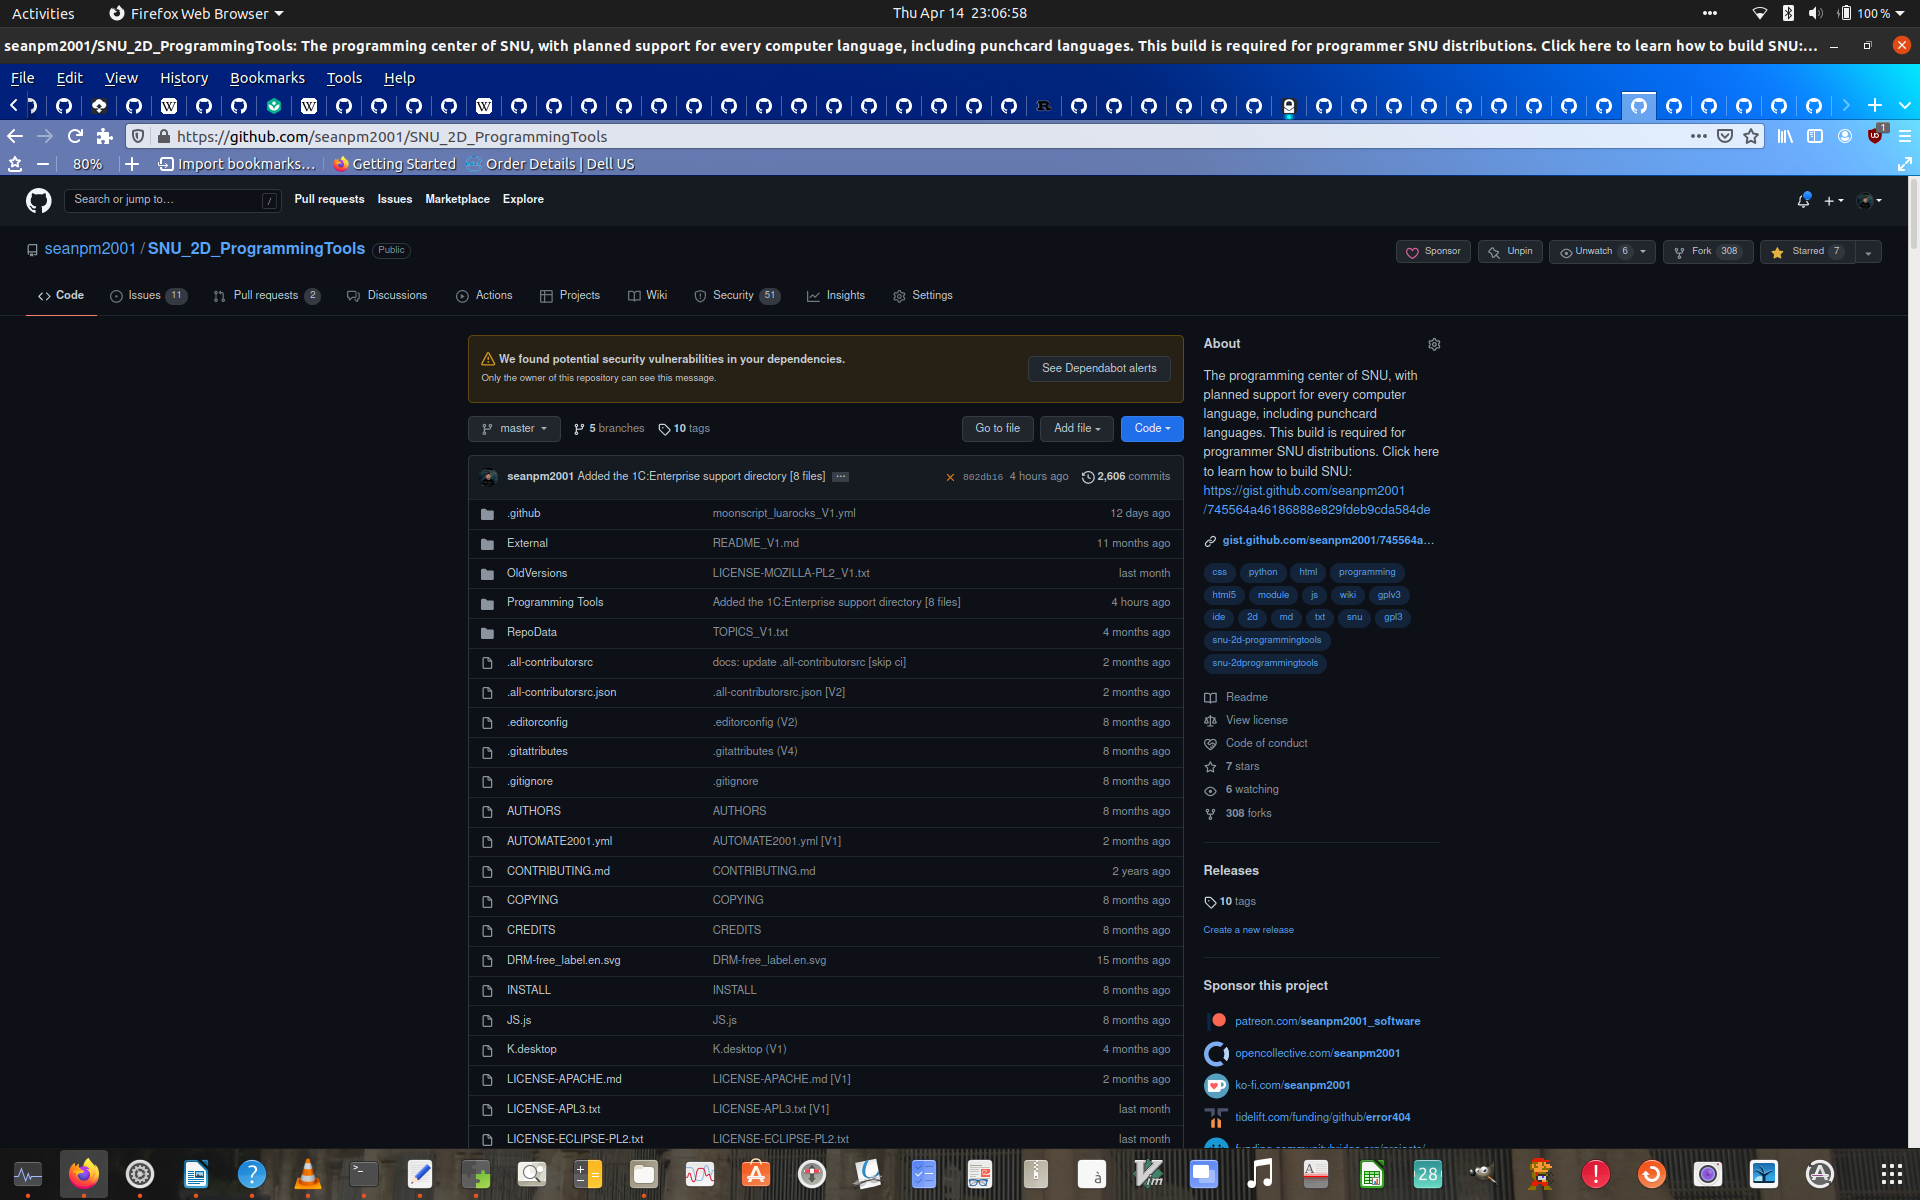 Activities
Firefox Web Browser
Thu Apr 14 23:06:58
100 %
seanpm2001/SNU_2D_ProgrammingTools: The programming center of SNU, with planned support for every computer language, including punchcard languages. This build is required for programmer SNU distributions. Click here to learn how to build SNU:...
File Edit View History Bookmarks Tools Help
https://github.com/seanpm2001/SNU_2D_ProgrammingTools
1
80%
Import bookmarks...
Getting Started
Order Details | Dell US
Search or jump to...
/
Pull requests Issues Marketplace Explore
seanpm2001 / SNU_2D_ProgrammingTools Public
Sponsor
Unpin
Unwatch 6
Fork 308
Starred 7
Code
Issues 11
Pull requests 2
Discussions
Actions
Projects
Wiki
Security 51
Insights
Settings
We found potential security vulnerabilities in your dependencies.
Only the owner of this repository can see this message.
See Dependabot alerts
master
5 branches
10 tags
Go to file
Add file
Code
seanpm2001 Added the 1C:Enterprise support directory [8 files] ... 802db16 4 hours ago 2,606 commits
.github moonscript_luarocks_V1.yml 12 days ago
External README_V1.md 11 months ago
OldVersions LICENSE-MOZILLA-PL2_V1.txt last month
Programming Tools Added the 1C:Enterprise support directory [8 files] 4 hours ago
RepoData TOPICS_V1.txt 4 months ago
.all-contributorsrc docs: update .all-contributorsrc [skip ci] 2 months ago
.all-contributorsrc.json .all-contributorsrc.json [V2] 2 months ago
.editorconfig .editorconfig (V2) 8 months ago
.gitattributes .gitattributes (V4) 8 months ago
.gitignore .gitignore 8 months ago
AUTHORS AUTHORS 8 months ago
AUTOMATE2001.yml AUTOMATE2001.yml [V1] 2 months ago
CONTRIBUTING.md CONTRIBUTING.md 2 years ago
COPYING COPYING 8 months ago
CREDITS CREDITS 8 months ago
DRM-free_label.en.svg DRM-free_label.en.svg 15 months ago
INSTALL INSTALL 8 months ago
JS.js JS.js 8 months ago
K.desktop K.desktop (V1) 4 months ago
LICENSE-APACHE.md LICENSE-APACHE.md [V1] 2 months ago
LICENSE-APL3.txt LICENSE-APL3.txt [V1] last month
LICENSE-ECLIPSE-PL2.txt LICENSE-ECLIPSE-PL2.txt last month
About
The programming center of SNU, with
planned support for every computer
language, including punchcard
languages. This build is required for
programmer SNU distributions. Click here
to learn how to build SNU:
https://gist.github.com/seanpm2001
/745564a46186888e829fdeb9cda584de
gist.github.com/seanpm2001/745564a...
css python html programming
html5 module js wiki gplv3
ide 2d md txt snu gpl3
snu-2d-programmingtools
snu-2dprogrammingtools
Readme
View license
Code of conduct
7 stars
6 watching
308 forks
Releases
10 tags
Create a new release
Sponsor this project
patreon.com/seanpm2001_software
opencollective.com/seanpm2001
ko-fi.com/seanpm2001
tidelift.com/funding/github/error404
28